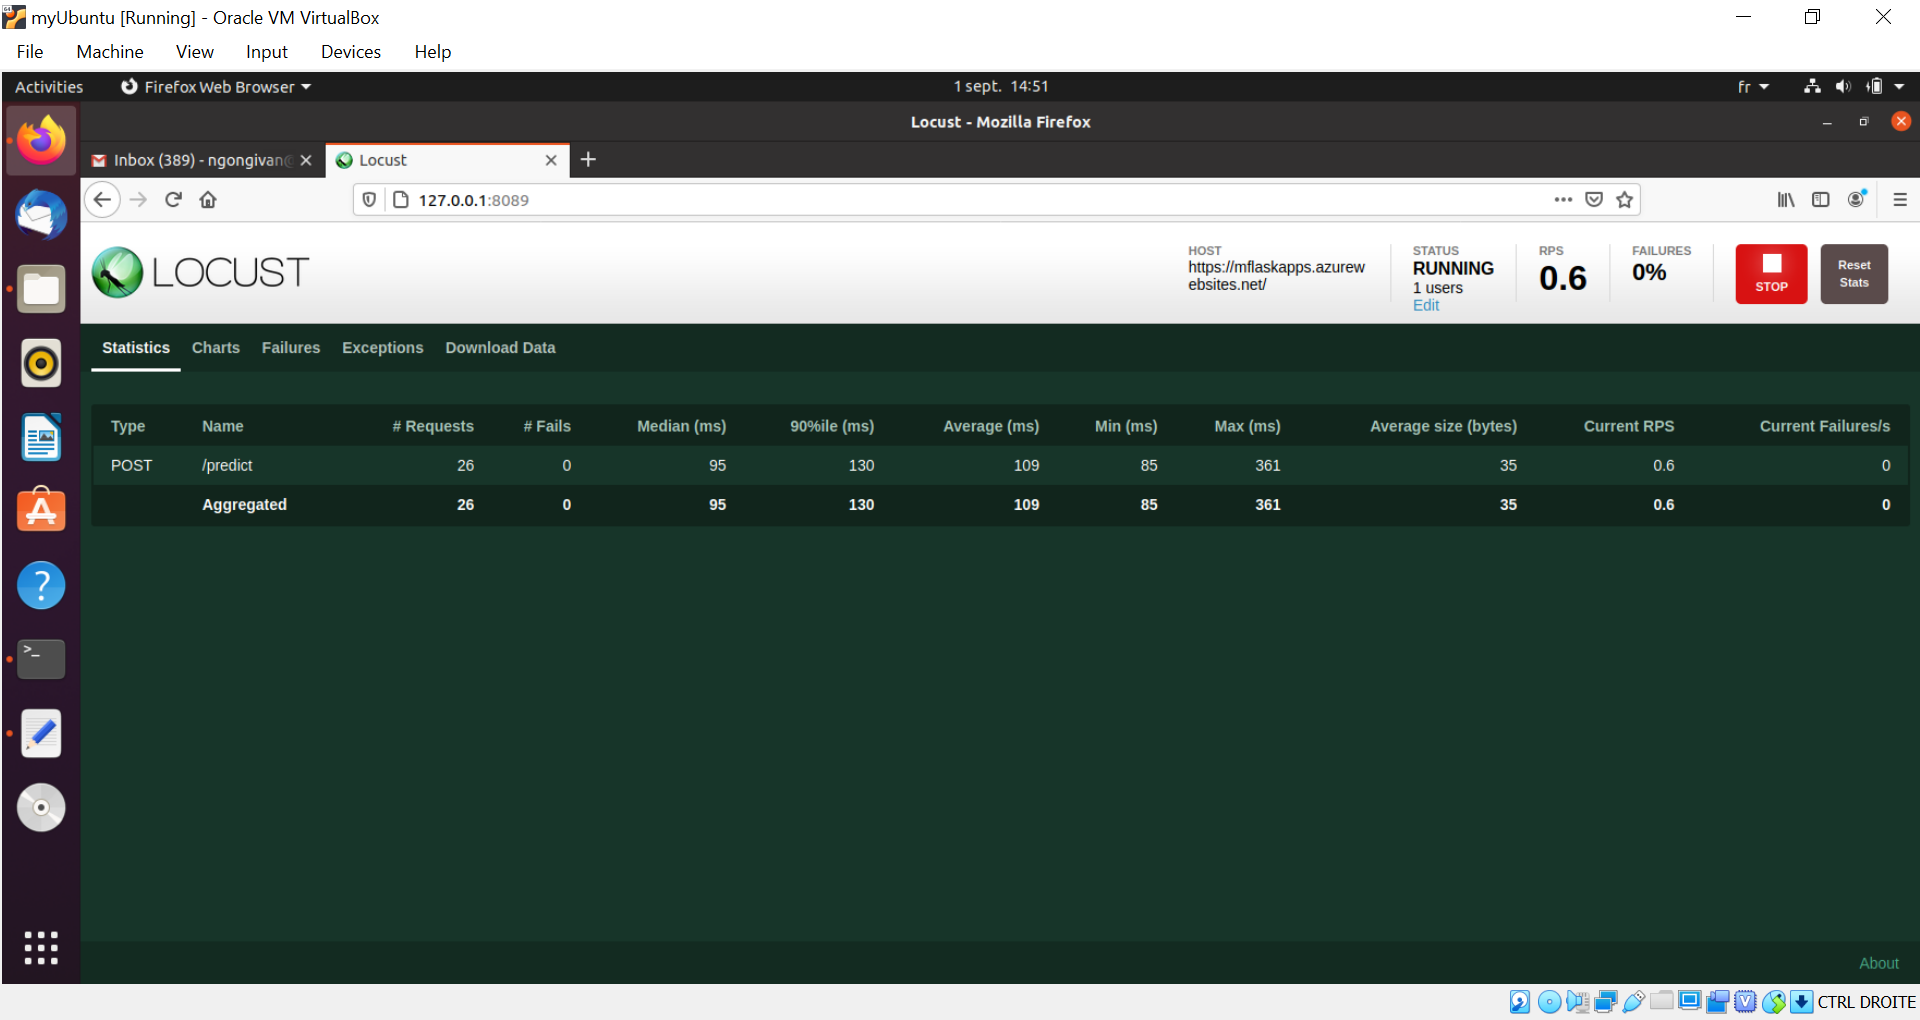 myUbuntu [Running] - Oracle VM VirtualBox
File Machine View Input Devices Help
Activities Firefox Web Browser 1 sept. 14:51 fr
Locust - Mozilla Firefox
Inbox (389) - ngongivan@ Locust
127.0.0.1:8089
LOCUST
HOST
https://mflaskapps.azurew
ebsites.net/
STATUS
RUNNING
1 users
Edit
RPS
0.6
FAILURES
0%
STOP
Reset
Stats
Statistics Charts Failures Exceptions Download Data
Type Name # Requests # Fails Median (ms) 90%ile (ms) Average (ms) Min (ms) Max (ms) Average size (bytes) Current RPS Current Failures/s
POST /predict 26 0 95 130 109 85 361 35 0.6 0
Aggregated 26 0 95 130 109 85 361 35 0.6 0
About
CTRL DROITE